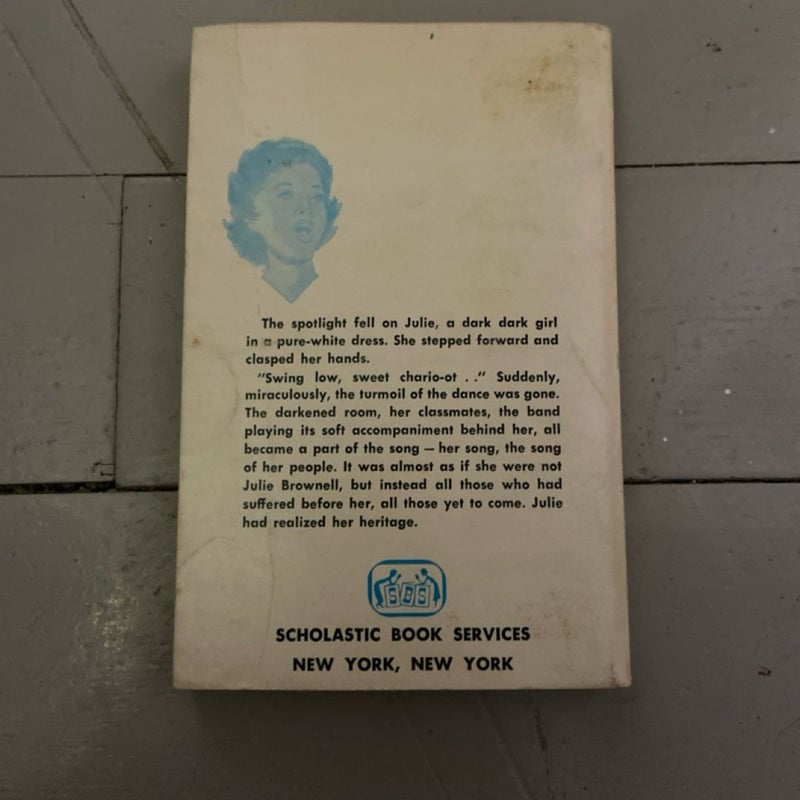 The spotlight fell on Julie, a dark dark girl
in a pure-white dress. She stepped forward and
clasped her hands.
"Swing low, sweet chario-ot . ." Suddenly,
miraculously, the turmoil of the dance was gone.
The darkened room, her classmates, the band
playing its soft accompaniment behind her, all
became a part of the song — her song, the song
of her people. It was almost as if she were not
Julie Brownell, but instead all those who had
suffered before her, all those yet to come. Julie
had realized her heritage.
SBS
SCHOLASTIC BOOK SERVICES
NEW YORK, NEW YORK